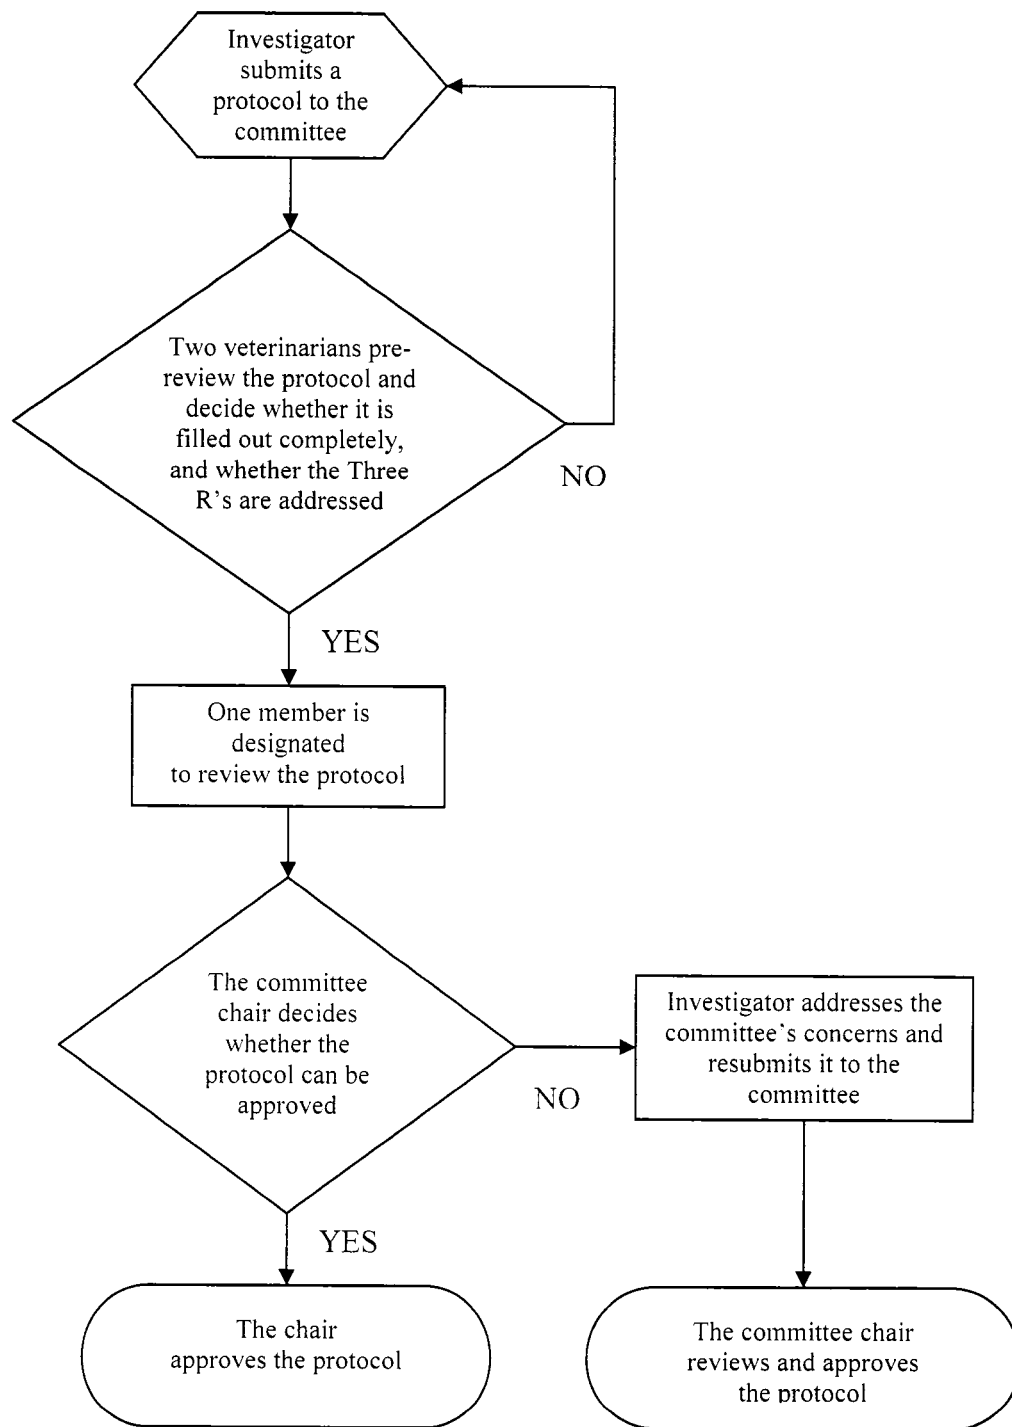 Investigator
submits a
protocol to the
committee
Two veterinarians pre-
review the protocol and
decide whether it is
filled out completely,
and whether the Three
R’s are addressed
NO
YES
One member is
designated
to review the protocol
The committee
chair decides
whether the
protocol can be
approved
NO
Investigator addresses the
committee’s concerns and
resubmits it to the
committee
YES
The chair
approves the protocol
The committee chair
reviews and approves
the protocol